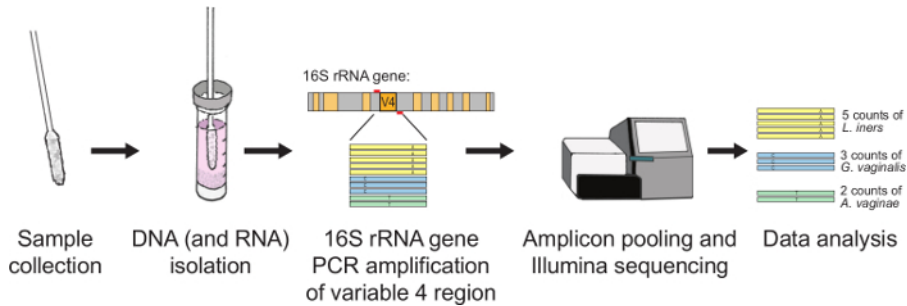 16S rRNA gene:
V4
5 counts of
L. iners
3 counts of
G. vaginalis
2 counts of
A. vaginae
Sample
collection
DNA (and RNA)
isolation
16S rRNA gene
PCR amplification
of variable 4 region
Amplicon pooling and
Illumina sequencing
Data analysis